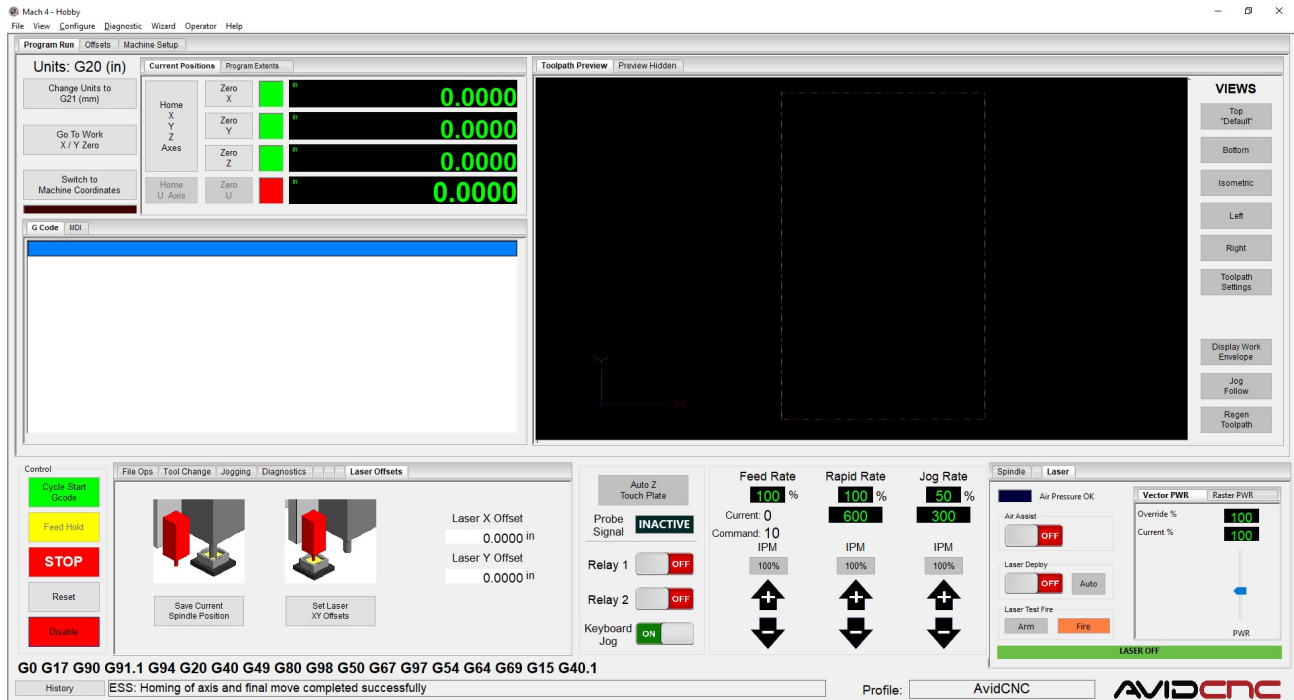 Mach 4 - Hobby
File View Configure Diagnostic Wizard Operator Help
Program Run Offsets Machine Setup
Units: G20 (in)
Change Units to
G21 (mm)
Go To Work
X / Y Zero
Switch to
Machine Coordinates
Current Positions Program Extents
Home
X
Y
Z
Axes
Zero
X
in
0.0000
Zero
Y
in
0.0000
Zero
Z
in
0.0000
Home
U Axis
Zero
U
in
0.0000
G Code MDI
Toolpath Preview Preview Hidden
VIEWS
Top
"Default"
Bottom
Isometric
Left
Right
Toolpath
Settings
Display Work
Envelope
Jog
Follow
Regen
Toolpath
Control
Cycle Start
Gcode
Feed Hold
STOP
Reset
Disable
File Ops Tool Change Jogging Diagnostics Laser Offsets
Save Current
Spindle Position
Set Laser
XY Offsets
Laser X Offset
0.0000 in
Laser Y Offset
0.0000 in
Auto Z
Touch Plate
Probe
Signal
INACTIVE
Relay 1 OFF
Relay 2 OFF
Keyboard
Jog
ON
Feed Rate
100 %
Current: 0
Command: 10
IPM
100%
Rapid Rate
100 %
600
IPM
100%
Jog Rate
50 %
300
IPM
100%
Spindle Laser
Air Pressure OK
Air Assist
OFF
Laser Deploy
OFF Auto
Laser Test Fire
Arm Fire
Vector PWR Raster PWR
Override % 100
Current % 100
PWR
LASER OFF
G0 G17 G90 G91.1 G94 G20 G40 G49 G80 G98 G50 G67 G97 G54 G64 G69 G15 G40.1
History ESS: Homing of axis and final move completed successfully
Profile: AvidCNC
AVIDCNC